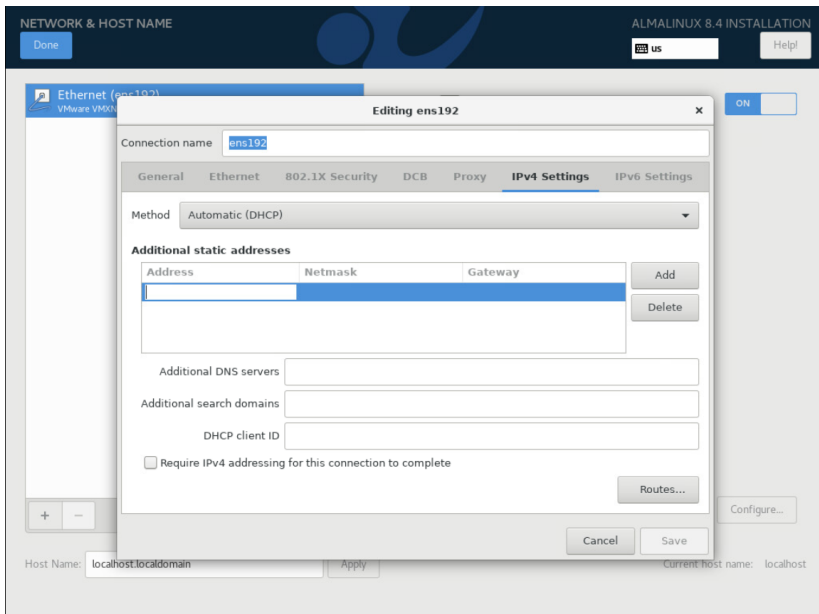 NETWORK & HOST NAME
ALMALINUX 8.4 INSTALLATION
Done
us
Help!
Ethernet (ens192)
VMware VMXN
ON
Editing ens192
×
Connection name ens192
General Ethernet 802.1X Security DCB Proxy IPv4 Settings IPv6 Settings
Method Automatic (DHCP)
Additional static addresses
Address Netmask Gateway
Add
Delete
Additional DNS servers
Additional search domains
DHCP client ID
Require IPv4 addressing for this connection to complete
Routes...
+ −
Configure...
Cancel Save
Host Name: localhost.localdomain Apply Current host name: localhost